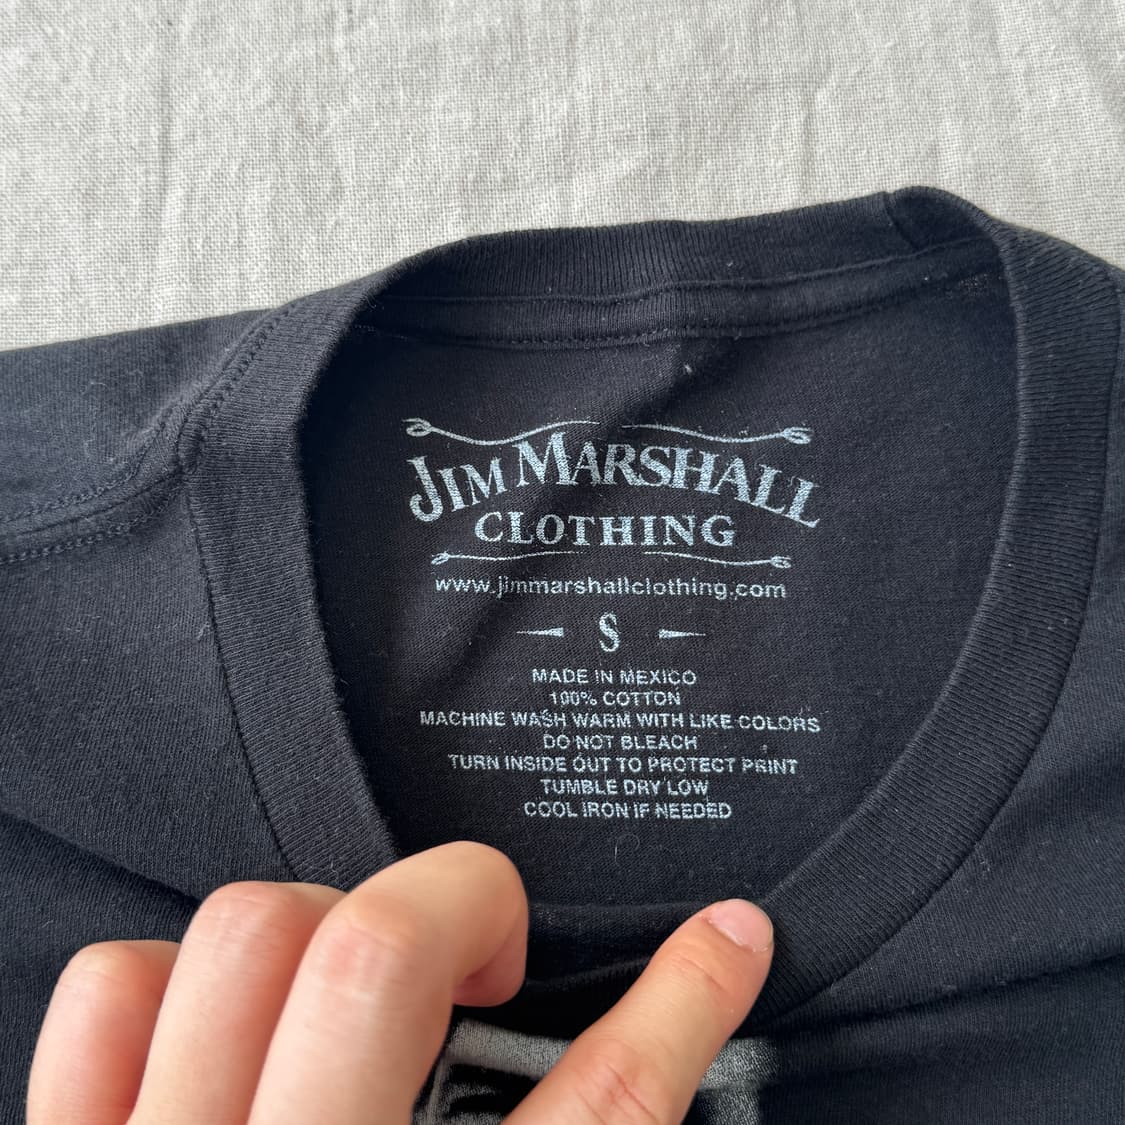 JIM MARSHALL
CLOTHING
www.jimmarshallclothing.com
S
MADE IN MEXICO
100% COTTON
MACHINE WASH WARM WITH LIKE COLORS
DO NOT BLEACH
TURN INSIDE OUT TO PROTECT PRINT
TUMBLE DRY LOW
COOL IRON IF NEEDED